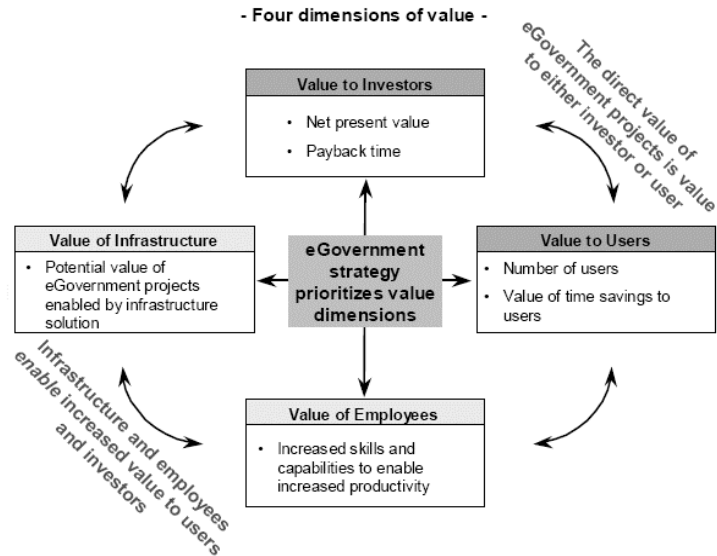 - Four dimensions of value -
The direct value of
eGovernment projects is value
to either investor or user
Value to Investors
• Net present value
• Payback time
Value of Infrastructure
• Potential value of
eGovernment projects
enabled by infrastructure
solution
eGovernment
strategy
prioritizes value
dimensions
Value to Users
• Number of users
• Value of time savings to
users
Infrastructure and employees
enable increased value to users
and investors
Value of Employees
• Increased skills and
capabilities to enable
increased productivity